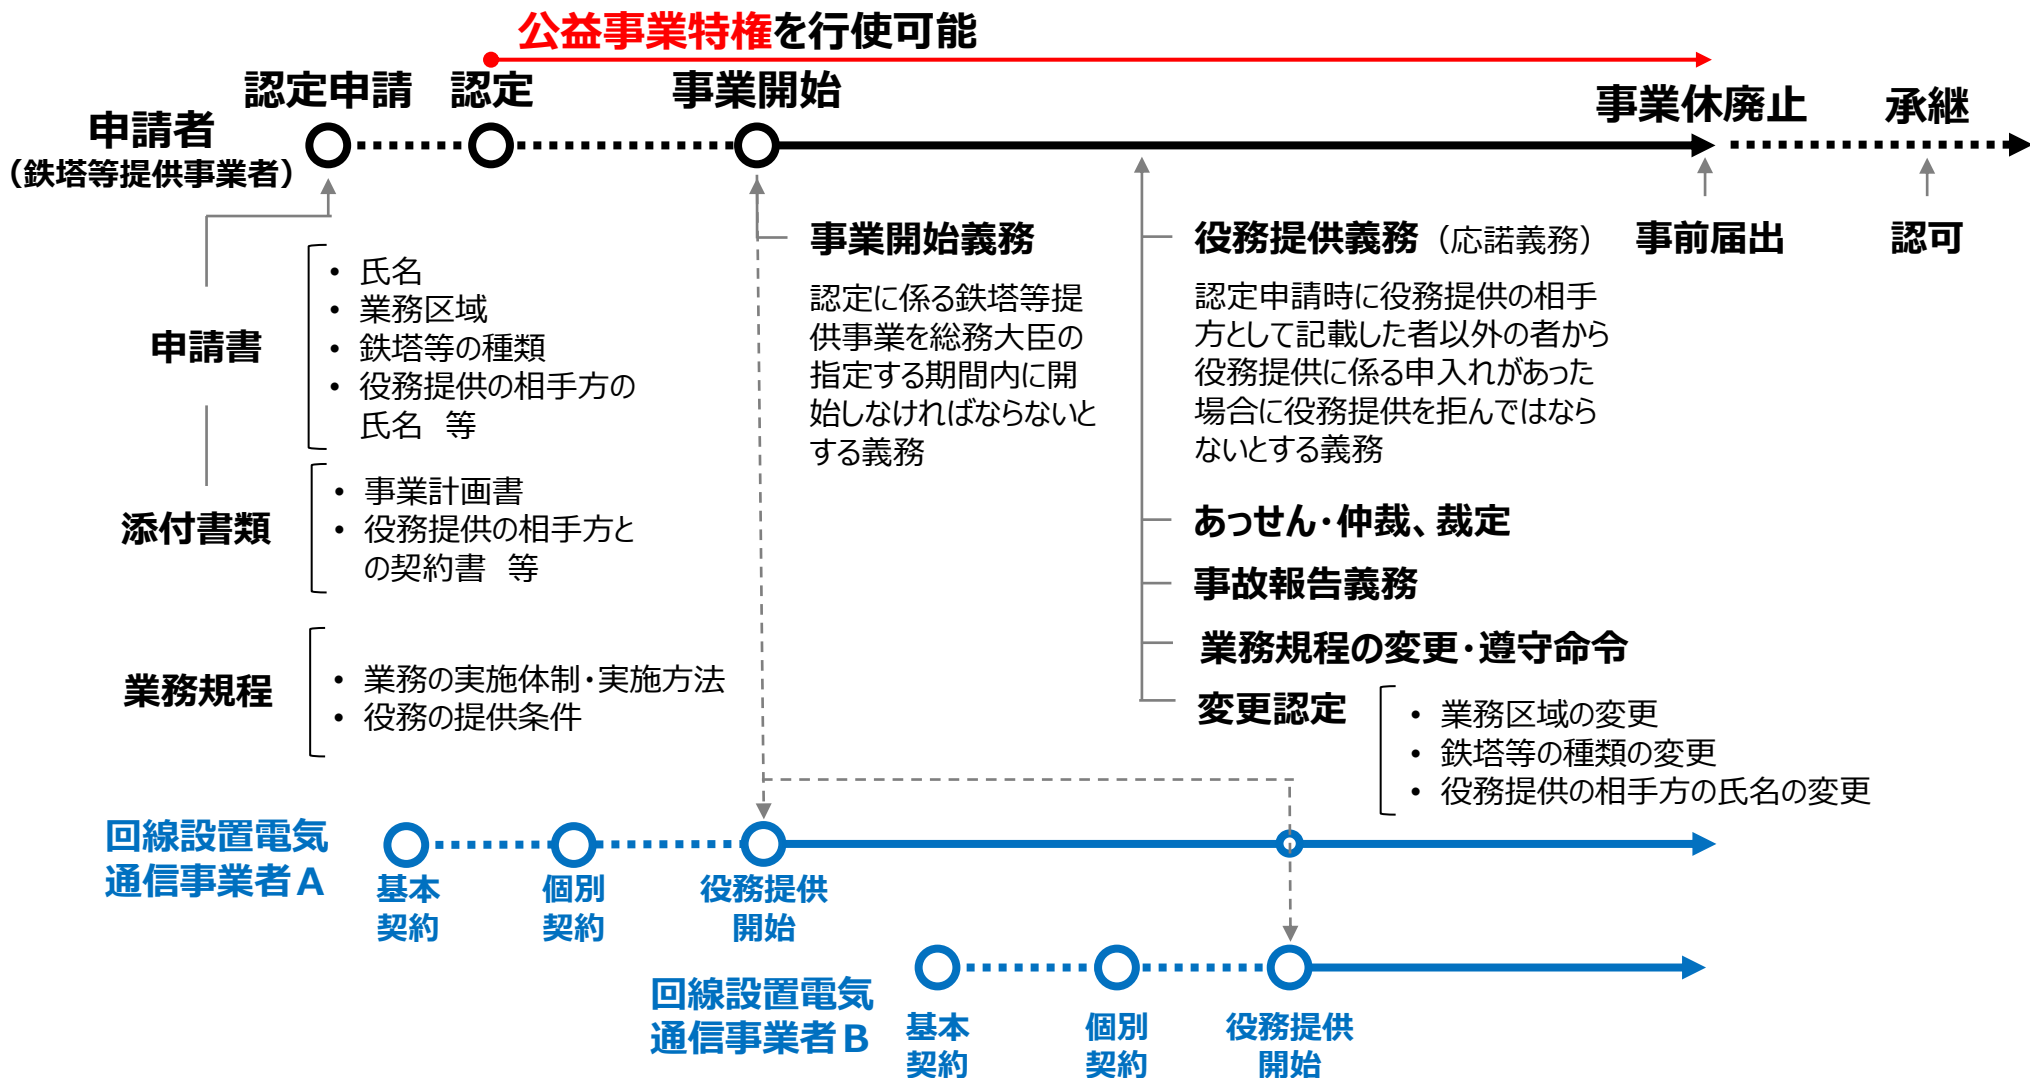 公益事業特権を行使可能
認定申請
認定
事業開始
事業休廃止
承継
申請者
（鉄塔等提供事業者）
申請書
• 氏名
• 業務区域
• 鉄塔等の種類
• 役務提供の相手方の
氏名　等
添付書類
• 事業計画書
• 役務提供の相手方と
の契約書　等
業務規程
• 業務の実施体制・実施方法
• 役務の提供条件
事業開始義務
認定に係る鉄塔等提
供事業を総務大臣の
指定する期間内に開
始しなければならないと
する義務
役務提供義務（応諾義務）
認定申請時に役務提供の相手
方として記載した者以外の者から
役務提供に係る申入れがあった
場合に役務提供を拒んではなら
ないとする義務
あっせん・仲裁、裁定
事故報告義務
業務規程の変更・遵守命令
変更認定
• 業務区域の変更
• 鉄塔等の種類の変更
• 役務提供の相手方の氏名の変更
事前届出
認可
回線設置電気
通信事業者A
基本
契約
個別
契約
役務提供
開始
回線設置電気
通信事業者B
基本
契約
個別
契約
役務提供
開始